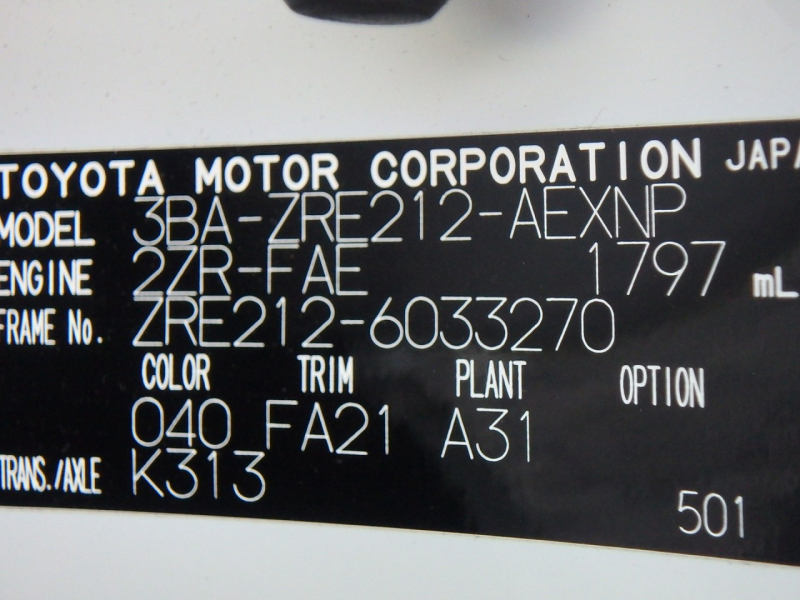 TOYOTA MOTOR CORPORATION JAPA
MODEL 3BA-ZRE212-AEXNP
ENGINE 2ZR-FAE 1797 mL
FRAME No. ZRE212-6033270
COLOR TRIM PLANT OPTION
040 FA21 A31
TRANS./AXLE K313
501